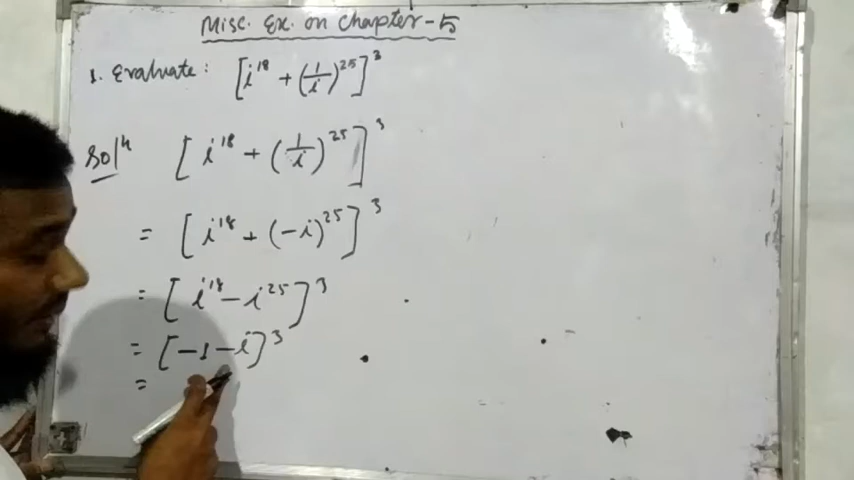 Misc. Ex. on Chapter-5
1. Evaluate: [i^18 + (1/i)^25]^3
Solⁿ [i^18 + (1/i)^25]^3
= [i^18 + (-i)^25]^3
= [i^18 - i^25]^3
= [-1 - i]^3
=